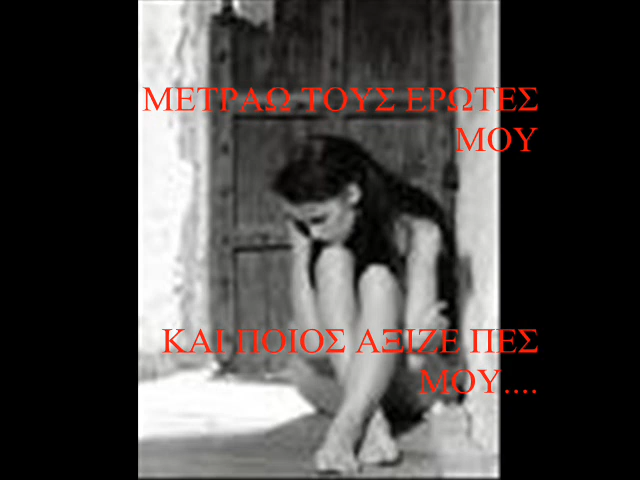 ΜΕΤΡΑΩ ΤΟΥΣ ΕΡΩΤΕΣ
ΜΟΥ
ΚΑΙ ΠΟΙΟΣ ΑΞΙΖΕ ΠΕΣ
ΜΟΥ....